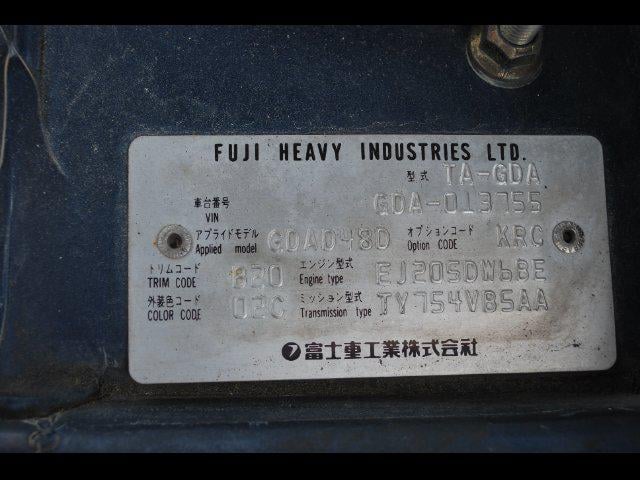 FUJI HEAVY INDUSTRIES LTD.
型式 TA-GDA
車台番号 VIN GDA-013755
アプライドモデル Applied model GDAD48D オプションコード Option CODE KRC
トリムコード TRIM CODE B20 エンジン型式 Engine type EJ205DW6BE
外装色コード COLOR CODE 02C ミッション型式 Transmission type TY754VB5AA
フ富士重工業株式会社